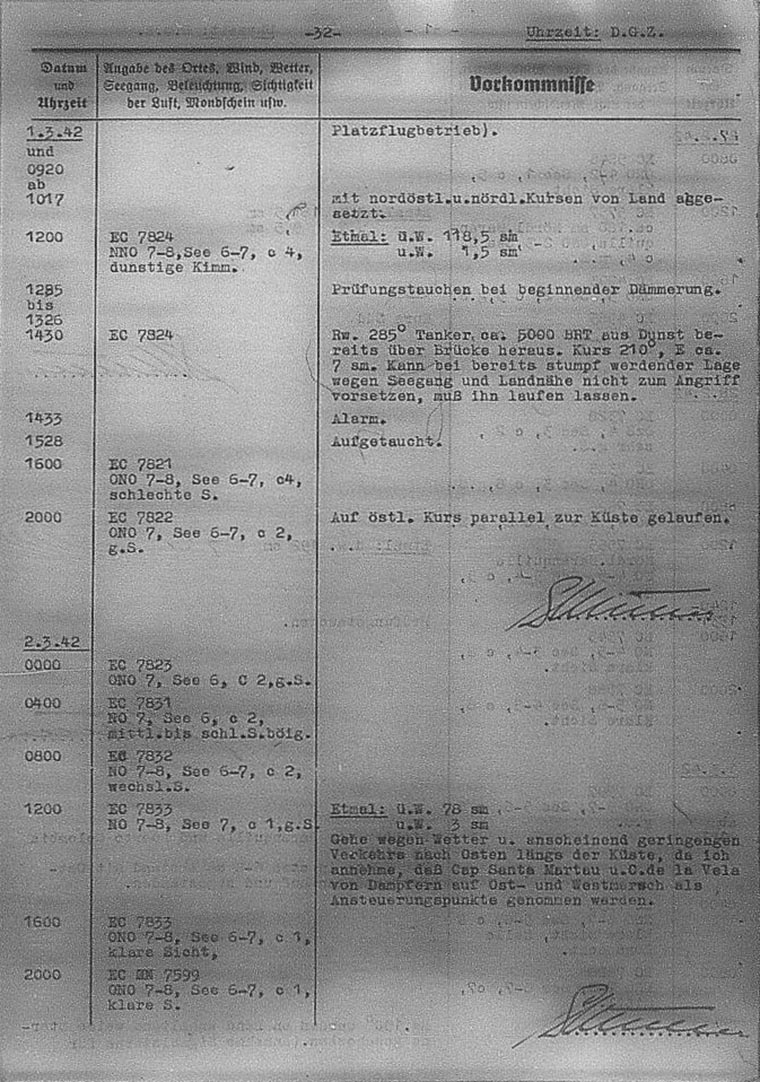 -32-
Uhrzeit: D.G.Z.
Datum
und
Uhrzeit
Angabe des Ortes, Wind, Wetter,
Seegang, Beleuchtung, Sichtigkeit
der Luft, Mondschein usw.
Vorkommnisse
1.3.42
Platzflugbetrieb).
und
0920
ab
1017
mit nordöstl.u.nördl.Kursen von Land abge-
setzt.
1200
EC 7824
NNO 7-8,See 6-7, c 4,
dunstige Kimm.
Etmal: ü.W. 118,5 sm
u.W. 1,5 sm
1285
bis
1326
Prüfungstauchen bei beginnender Dämmerung.
1430
EC 7824
Rw. 285° Tanker, ca. 5000 BRT aus Dunst be-
reits über Brücke heraus. Kurs 210°, E ca.
7 sm. Kann bei bereits stumpf werdender Lage
wegen Seegang und Landnähe nicht zum Angriff
vorsetzen, muß ihn laufen lassen.
1433
Alarm.
1528
Aufgetaucht.
1600
EC 7821
ONO 7-8, See 6-7, c4,
schlechte S.
2000
EC 7822
ONO 7, See 6-7, c 2,
g.S.
Auf östl. Kurs parallel zur Küste gelaufen.
2.3.42
0000
EC 7823
ONO 7, See 6, C 2,g.S.
0400
EC 7831
NO 7, See 6, c 2,
mittl.bis schl.S.böig.
0800
EC 7832
NO 7-8, See 6-7, c 2,
wechsl.S.
1200
EC 7833
NO 7-8, See 7, c 1,g.S.
Etmal: ü.W. 78 sm
u.W. 3 sm
Gehe wegen Wetter u. anscheinend geringengen
Verkehrs nach Osten längs der Küste, da ich
annehme, daß Cap Santa Martau u.C.de la Vela
von Dampfern auf Ost- und Westmarsch als
Ansteuerungspunkte genommen werden.
1600
EC 7833
ONO 7-8, See 6-7, c 1,
klare Sicht,
2000
EC 7599
ONO 7-8, See 6-7, c 1,
klare S.